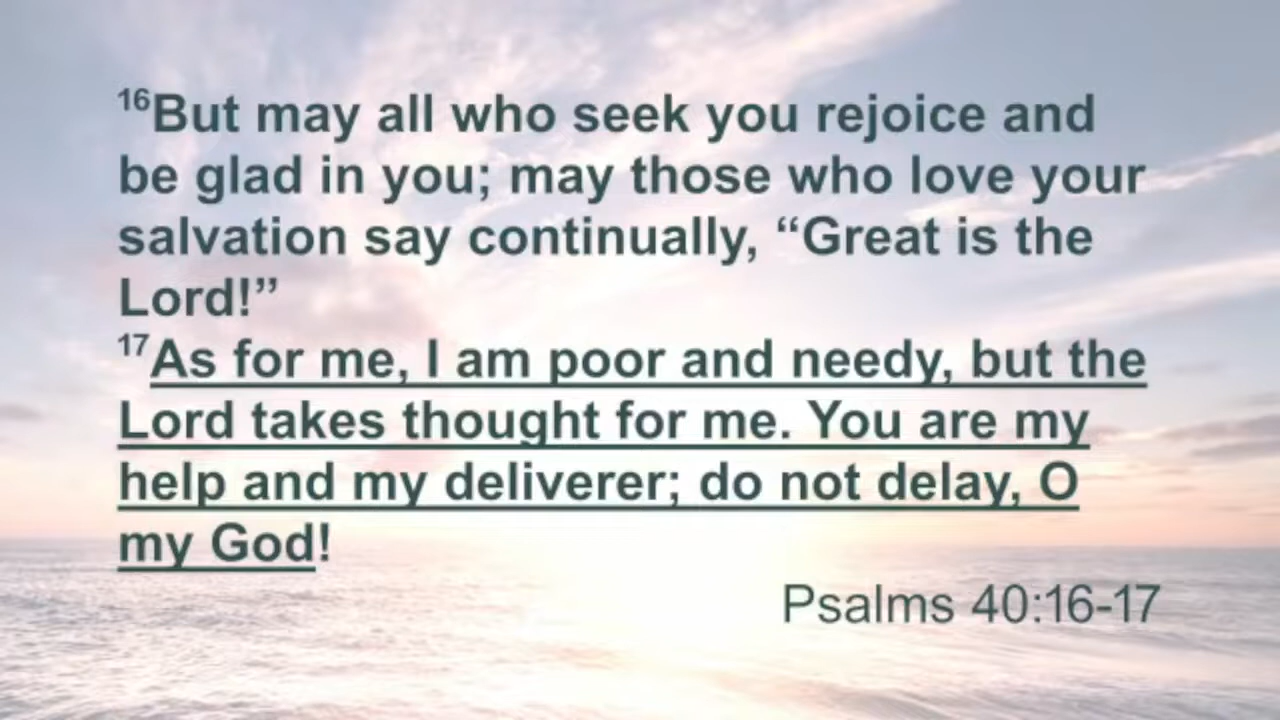 ¹⁶But may all who seek you rejoice and
be glad in you; may those who love your
salvation say continually, “Great is the
Lord!”
¹⁷As for me, I am poor and needy, but the
Lord takes thought for me. You are my
help and my deliverer; do not delay, O
my God!
Psalms 40:16-17